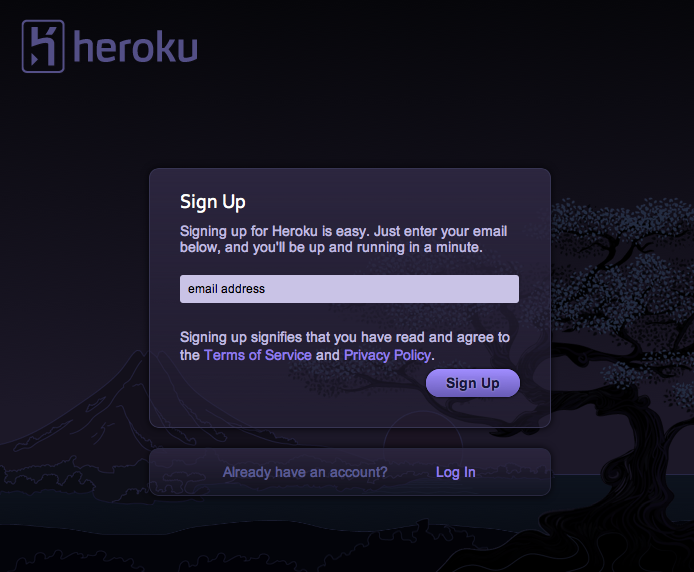 heroku
Sign Up
Signing up for Heroku is easy. Just enter your email
below, and you'll be up and running in a minute.
email address
Signing up signifies that you have read and agree to
the Terms of Service and Privacy Policy.
Sign Up
Already have an account? Log In